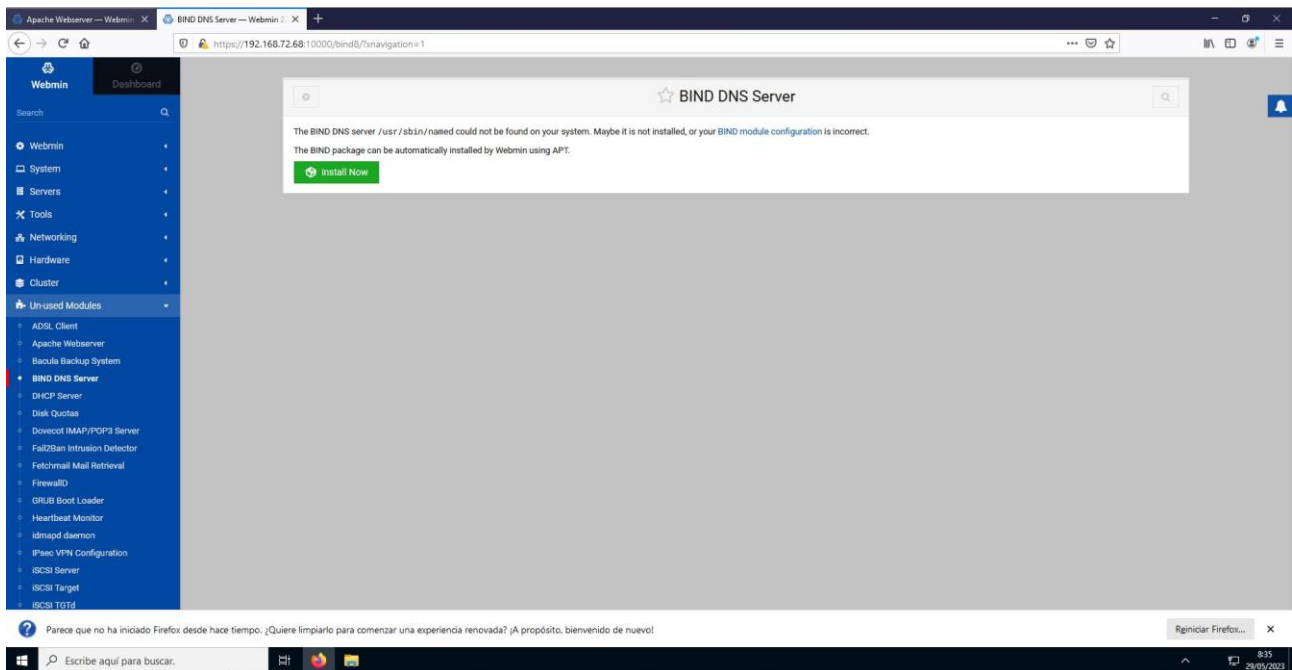 Apache Webserver — Webmin
BIND DNS Server — Webmin 2.
https://192.168.72.68:10000/bind8/?xnavigation=1
Webmin
Dashboard
Search
Webmin
System
Servers
Tools
Networking
Hardware
Cluster
Un-used Modules
ADSL Client
Apache Webserver
Bacula Backup System
BIND DNS Server
DHCP Server
Disk Quotas
Dovecot IMAP/POP3 Server
Fail2Ban Intrusion Detector
Fetchmail Mail Retrieval
FirewallD
GRUB Boot Loader
Heartbeat Monitor
idmapd daemon
IPsec VPN Configuration
iSCSI Server
iSCSI Target
iSCSI TGTd
BIND DNS Server
The BIND DNS server /usr/sbin/named could not be found on your system. Maybe it is not installed, or your BIND module configuration is incorrect.
The BIND package can be automatically installed by Webmin using APT.
Install Now
Parece que no ha iniciado Firefox desde hace tiempo. ¿Quiere limpiarlo para comenzar una experiencia renovada? ¡A propósito, bienvenido de nuevo!
Reiniciar Firefox...
Escribe aquí para buscar.
8:35
29/05/2023